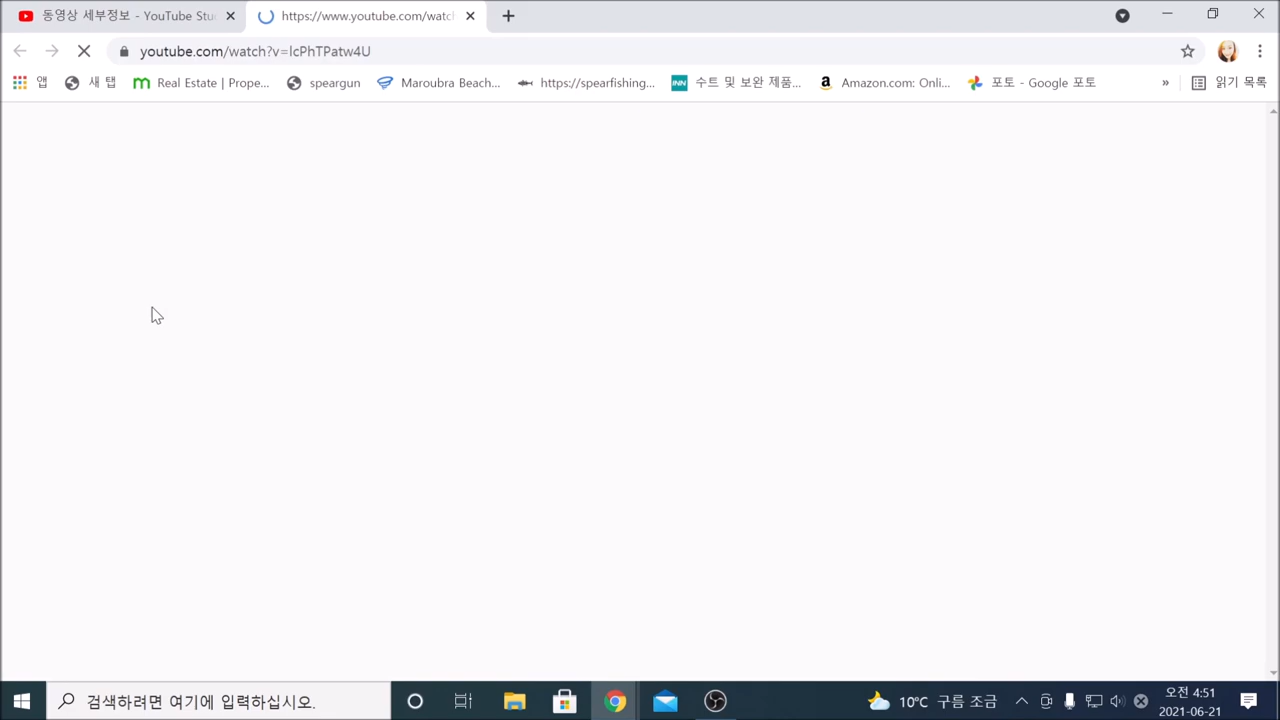 동영상 세부정보 - YouTube Stu
https://www.youtube.com/watc
youtube.com/watch?v=lcPhTPatw4U
앱 새 탭 Real Estate | Prope... speargun Maroubra Beach... https://spearfishing... INN 수트 및 보완 제품... Amazon.com: Onli... 포토 - Google 포토 » 읽기 목록
검색하려면 여기에 입력하십시오.
10°C 구름 조금
오전 4:51
2021-06-21